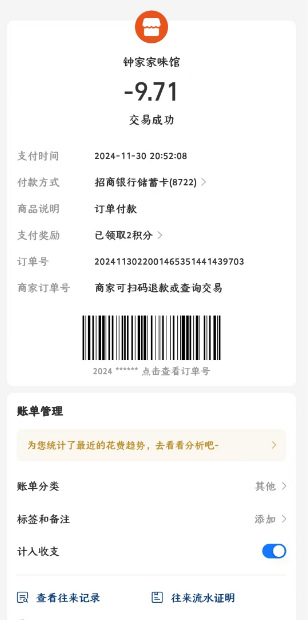 钟家家味馆
-9.71
交易成功
支付时间 2024-11-30 20:52:08
付款方式 招商银行储蓄卡(8722)
商品说明 订单付款
支付奖励 已领取2积分
订单号 2024113022001465351441439703
商家订单号 商家可扫码退款或查询交易
2024 ****** 点击查看订单号
账单管理
为您统计了最近的花费趋势，去看看分析吧~
账单分类 其他
标签和备注 添加
计入收支
查看往来记录 往来流水证明